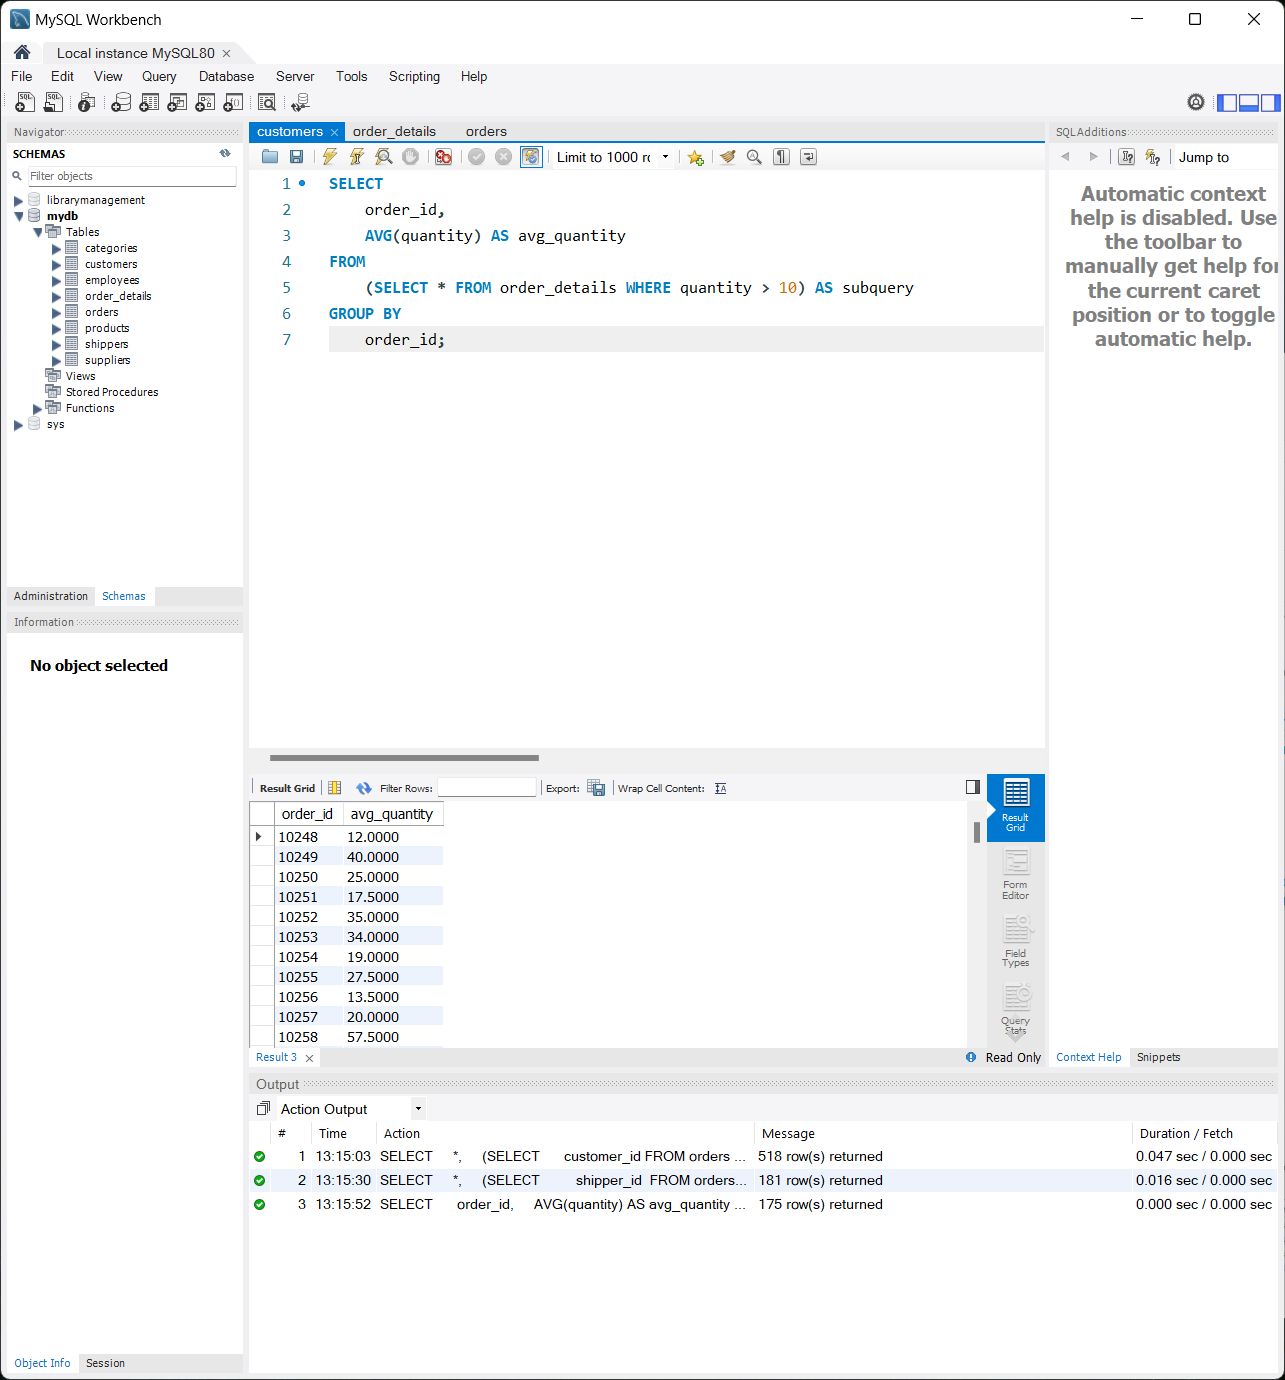 MySQL Workbench
Local instance MySQL80
File Edit View Query Database Server Tools Scripting Help
Navigator
SCHEMAS
Filter objects
librarymanagement
mydb
Tables
categories
customers
employees
order_details
orders
products
shippers
suppliers
Views
Stored Procedures
Functions
sys
Administration Schemas
Information
No object selected
Object Info Session
customers order_details orders
Limit to 1000 ro
1 SELECT
2 order_id,
3 AVG(quantity) AS avg_quantity
4 FROM
5 (SELECT * FROM order_details WHERE quantity > 10) AS subquery
6 GROUP BY
7 order_id;
Result Grid Filter Rows: Export: Wrap Cell Content:
order_id avg_quantity
10248 12.0000
10249 40.0000
10250 25.0000
10251 17.5000
10252 35.0000
10253 34.0000
10254 19.0000
10255 27.5000
10256 13.5000
10257 20.0000
10258 57.5000
Result Grid
Form Editor
Field Types
Query Stats
Result 3
Read Only
SQLAdditions
Jump to
Automatic context
help is disabled. Use
the toolbar to
manually get help for
the current caret
position or to toggle
automatic help.
Context Help Snippets
Output
Action Output
# Time Action Message Duration / Fetch
1 13:15:03 SELECT *, (SELECT customer_id FROM orders ... 518 row(s) returned 0.047 sec / 0.000 sec
2 13:15:30 SELECT *, (SELECT shipper_id FROM orders... 181 row(s) returned 0.016 sec / 0.000 sec
3 13:15:52 SELECT order_id, AVG(quantity) AS avg_quantity ... 175 row(s) returned 0.000 sec / 0.000 sec